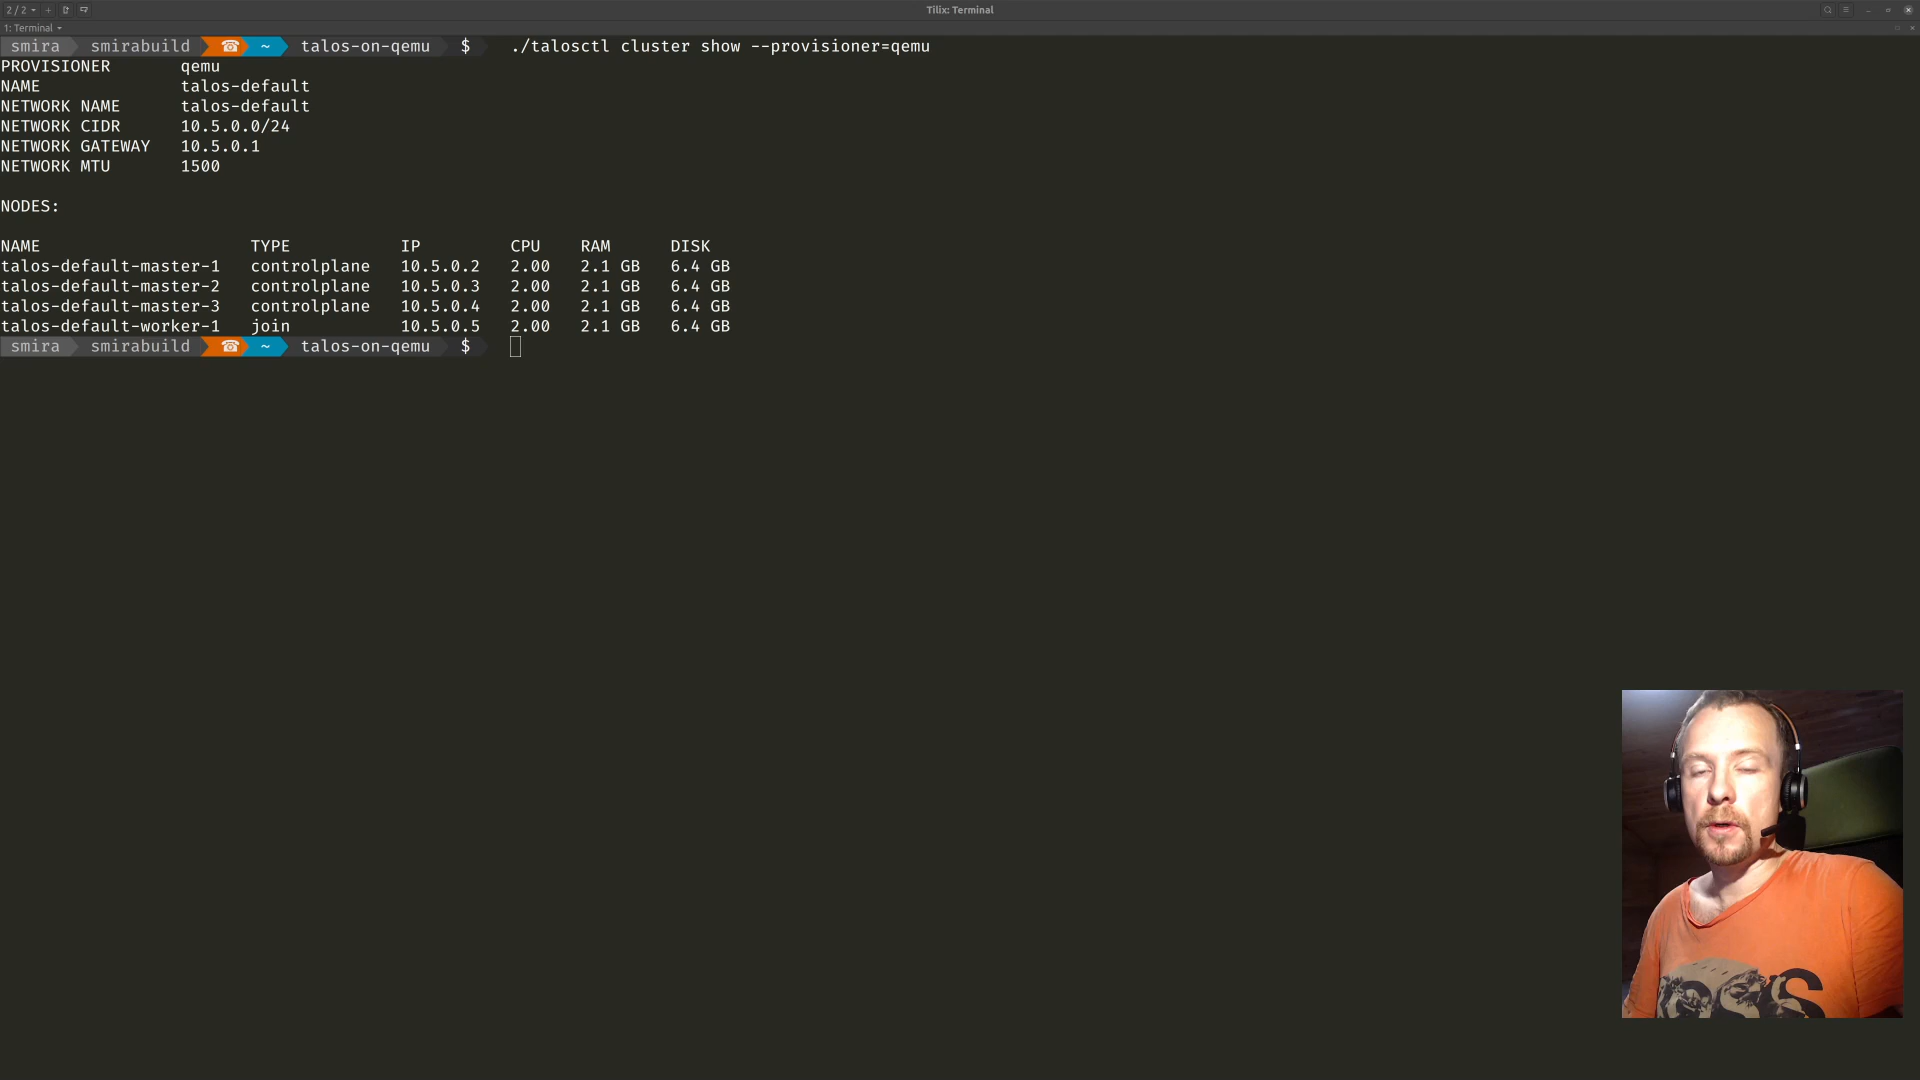 2 / 2
Tilix: Terminal
1: Terminal
smira smirabuild ~ talos-on-qemu $ ./talosctl cluster show --provisioner=qemu
PROVISIONER qemu
NAME talos-default
NETWORK NAME talos-default
NETWORK CIDR 10.5.0.0/24
NETWORK GATEWAY 10.5.0.1
NETWORK MTU 1500
NODES:
NAME TYPE IP CPU RAM DISK
talos-default-master-1 controlplane 10.5.0.2 2.00 2.1 GB 6.4 GB
talos-default-master-2 controlplane 10.5.0.3 2.00 2.1 GB 6.4 GB
talos-default-master-3 controlplane 10.5.0.4 2.00 2.1 GB 6.4 GB
talos-default-worker-1 join 10.5.0.5 2.00 2.1 GB 6.4 GB
smira smirabuild ~ talos-on-qemu $